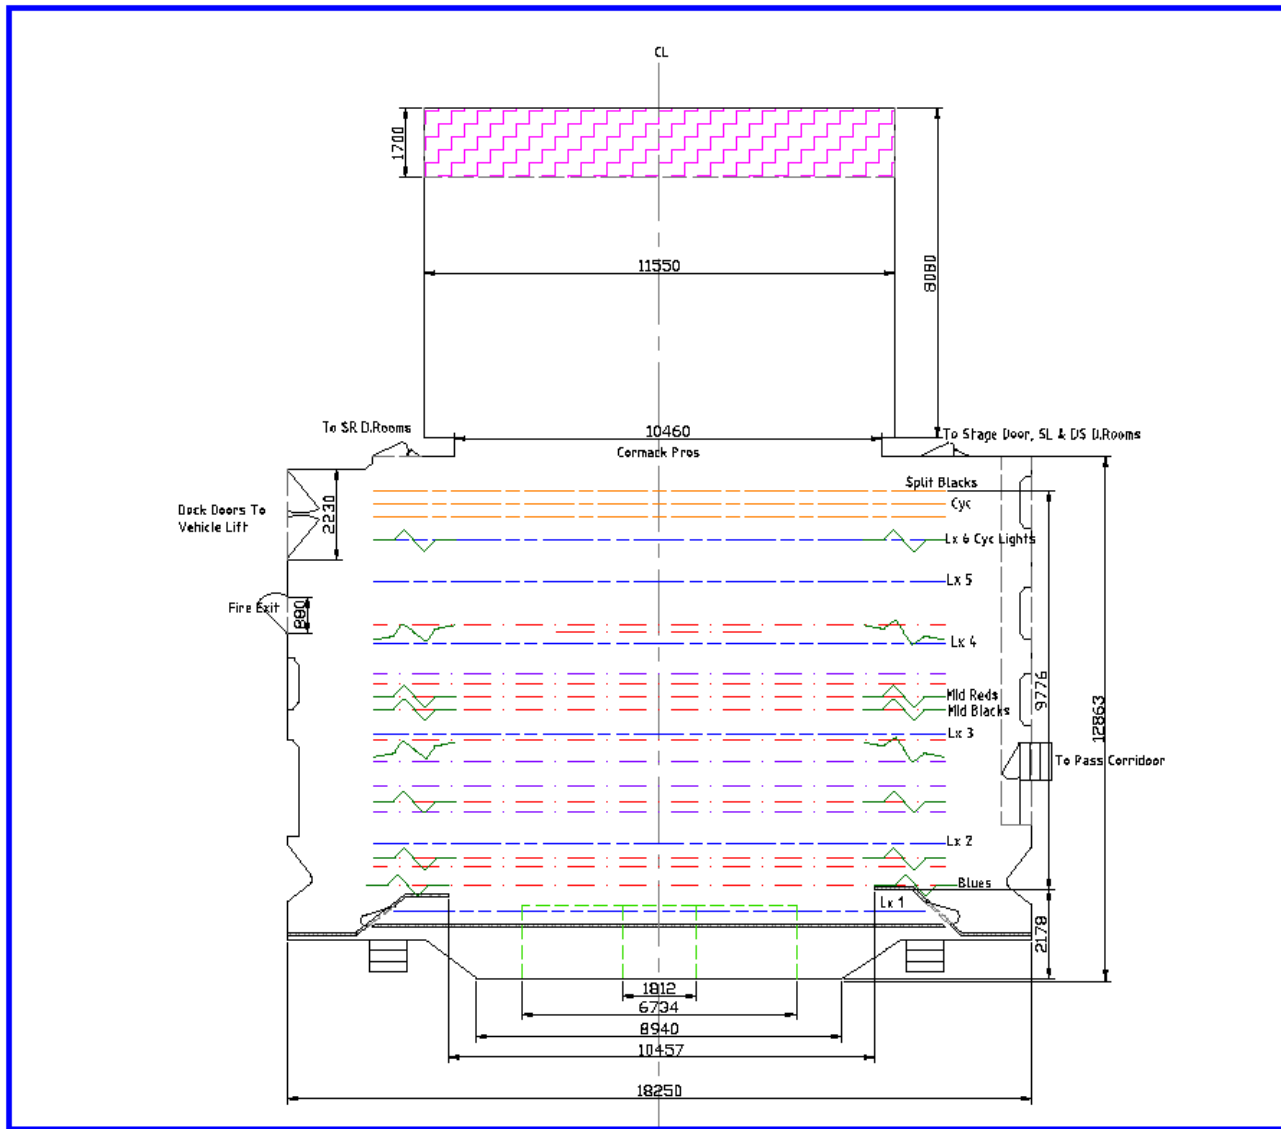 CL
1700
11550
8080
To SR D.Rooms
10460
To Stage Door, SL & DS D.Rooms
Cormack Pros
Split Blacks
Dock Doors To
Vehicle Lift
2230
Cyc
Lx 6 Cyc Lights
Lx 5
Fire Exit
880
Lx 4
9776
Mid Reds
Mid Blacks
12863
Lx 3
To Pass Corridoor
Lx 2
Blues
Lx 1
2178
1812
6734
8940
10457
18250